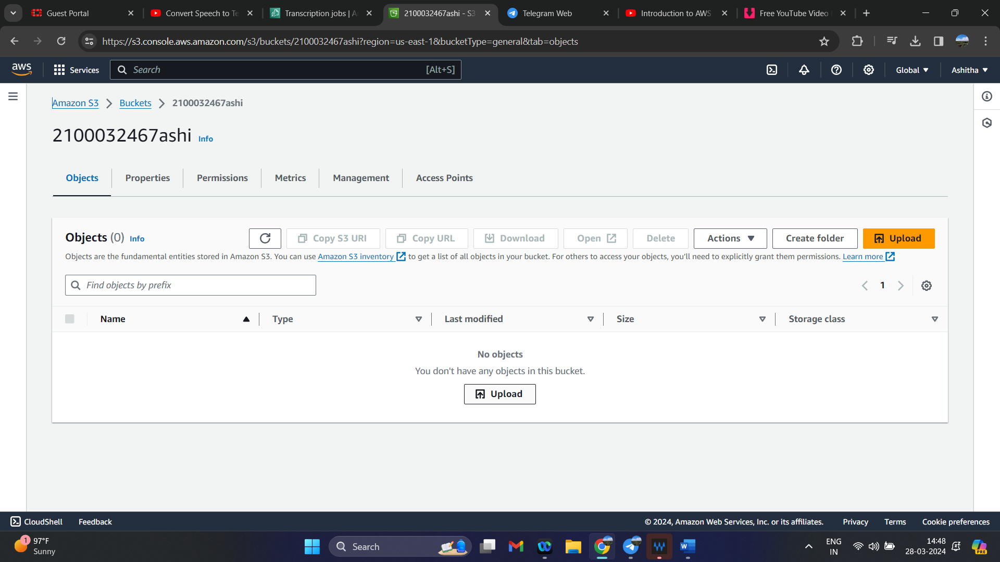 Guest Portal
Convert Speech to Te
Transcription jobs | A
2100032467ashi - S3
Telegram Web
Introduction to AWS
Free YouTube Video
https://s3.console.aws.amazon.com/s3/buckets/2100032467ashi?region=us-east-1&bucketType=general&tab=objects
aws
Services
Search
[Alt+S]
Global
Ashitha
Amazon S3
Buckets
2100032467ashi
2100032467ashi Info
Objects
Properties
Permissions
Metrics
Management
Access Points
Objects (0) Info
Copy S3 URI
Copy URL
Download
Open
Delete
Actions
Create folder
Upload
Objects are the fundamental entities stored in Amazon S3. You can use Amazon S3 inventory to get a list of all objects in your bucket. For others to access your objects, you'll need to explicitly grant them permissions. Learn more
Find objects by prefix
1
Name
Type
Last modified
Size
Storage class
No objects
You don't have any objects in this bucket.
Upload
CloudShell
Feedback
© 2024, Amazon Web Services, Inc. or its affiliates.
Privacy
Terms
Cookie preferences
1
97°F
Sunny
Search
W
ENG
IN
14:48
28-03-2024
PRE